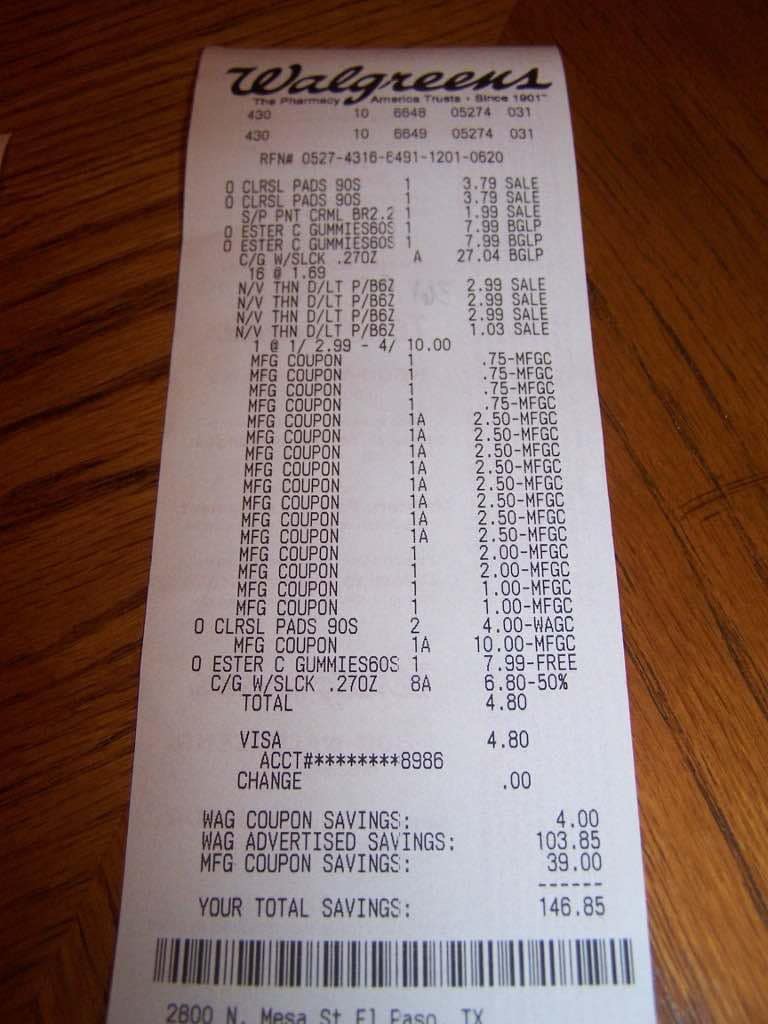 Walgreens
The Pharmacy America Trusts • Since 1901™
430 10 6648 05274 031
430 10 6649 05274 031
RFN# 0527-4316-6491-1201-0620
O CLRSL PADS 90S 1 3.79 SALE
O CLRSL PADS 90S 1 3.79 SALE
S/P PNT CRML BR2.2 1 1.99 SALE
O ESTER C GUMMIES60S 1 7.99 BGLP
O ESTER C GUMMIES60S 1 7.99 BGLP
C/G W/SLCK .27OZ A 27.04 BGLP
16 @ 1.69
N/V THN D/LT P/B6Z 2.99 SALE
N/V THN D/LT P/B6Z 2.99 SALE
N/V THN D/LT P/B6Z 2.99 SALE
N/V THN D/LT P/B6Z 1.03 SALE
1 @ 1/ 2.99 - 4/ 10.00
MFG COUPON 1 .75-MFGC
MFG COUPON 1 .75-MFGC
MFG COUPON 1 .75-MFGC
MFG COUPON 1 .75-MFGC
MFG COUPON 1A 2.50-MFGC
MFG COUPON 1A 2.50-MFGC
MFG COUPON 1A 2.50-MFGC
MFG COUPON 1A 2.50-MFGC
MFG COUPON 1A 2.50-MFGC
MFG COUPON 1A 2.50-MFGC
MFG COUPON 1A 2.50-MFGC
MFG COUPON 1A 2.50-MFGC
MFG COUPON 1 2.00-MFGC
MFG COUPON 1 2.00-MFGC
MFG COUPON 1 1.00-MFGC
MFG COUPON 1 1.00-MFGC
O CLRSL PADS 90S 2 4.00-WAGC
MFG COUPON 1A 10.00-MFGC
O ESTER C GUMMIES60S 1 7.99-FREE
C/G W/SLCK .27OZ 8A 6.80-50%
TOTAL 4.80
VISA 4.80
ACCT#********8986
CHANGE .00
WAG COUPON SAVINGS: 4.00
WAG ADVERTISED SAVINGS: 103.85
MFG COUPON SAVINGS: 39.00
------
YOUR TOTAL SAVINGS: 146.85
2800 N. Mesa St El Paso, TX